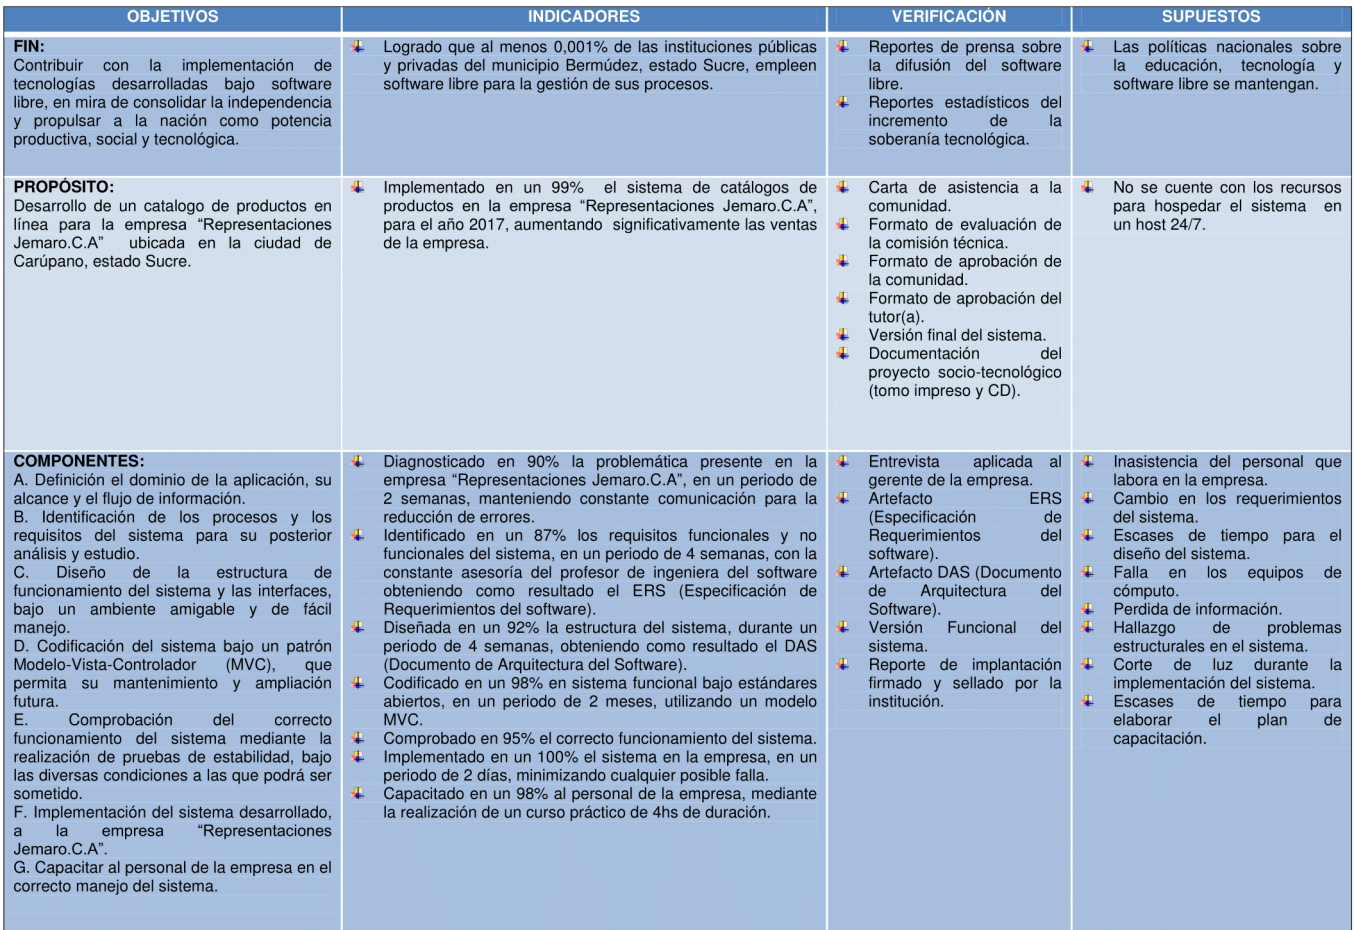 OBJETIVOS
INDICADORES
VERIFICACIÓN
SUPUESTOS
FIN:
Contribuir con la implementación de
tecnologías desarrolladas bajo software
libre, en mira de consolidar la independencia
y propulsar a la nación como potencia
productiva, social y tecnológica.
Logrado que al menos 0,001% de las instituciones públicas
y privadas del municipio Bermúdez, estado Sucre, empleen
software libre para la gestión de sus procesos.
Reportes de prensa sobre
la difusión del software
libre.
Reportes estadísticos del
incremento de la
soberanía tecnológica.
Las políticas nacionales sobre
la educación, tecnología y
software libre se mantengan.
PROPÓSITO:
Desarrollo de un catalogo de productos en
línea para la empresa “Representaciones
Jemaro.C.A” ubicada en la ciudad de
Carúpano, estado Sucre.
Implementado en un 99% el sistema de catálogos de
productos en la empresa “Representaciones Jemaro.C.A”,
para el año 2017, aumentando significativamente las ventas
de la empresa.
Carta de asistencia a la
comunidad.
Formato de evaluación de
la comisión técnica.
Formato de aprobación de
la comunidad.
Formato de aprobación del
tutor(a).
Versión final del sistema.
Documentación del
proyecto socio-tecnológico
(tomo impreso y CD).
No se cuente con los recursos
para hospedar el sistema en
un host 24/7.
COMPONENTES:
A. Definición el dominio de la aplicación, su
alcance y el flujo de información.
B. Identificación de los procesos y los
requisitos del sistema para su posterior
análisis y estudio.
C. Diseño de la estructura de
funcionamiento del sistema y las interfaces,
bajo un ambiente amigable y de fácil
manejo.
D. Codificación del sistema bajo un patrón
Modelo-Vista-Controlador (MVC), que
permita su mantenimiento y ampliación
futura.
E. Comprobación del correcto
funcionamiento del sistema mediante la
realización de pruebas de estabilidad, bajo
las diversas condiciones a las que podrá ser
sometido.
F. Implementación del sistema desarrollado,
a la empresa “Representaciones
Jemaro.C.A”.
G. Capacitar al personal de la empresa en el
correcto manejo del sistema.
Diagnosticado en 90% la problemática presente en la
empresa “Representaciones Jemaro.C.A”, en un periodo de
2 semanas, manteniendo constante comunicación para la
reducción de errores.
Identificado en un 87% los requisitos funcionales y no
funcionales del sistema, en un periodo de 4 semanas, con la
constante asesoría del profesor de ingeniera del software
obteniendo como resultado el ERS (Especificación de
Requerimientos del software).
Diseñada en un 92% la estructura del sistema, durante un
periodo de 4 semanas, obteniendo como resultado el DAS
(Documento de Arquitectura del Software).
Codificado en un 98% en sistema funcional bajo estándares
abiertos, en un periodo de 2 meses, utilizando un modelo
MVC.
Comprobado en 95% el correcto funcionamiento del sistema.
Implementado en un 100% el sistema en la empresa, en un
periodo de 2 días, minimizando cualquier posible falla.
Capacitado en un 98% al personal de la empresa, mediante
la realización de un curso práctico de 4hs de duración.
Entrevista aplicada al
gerente de la empresa.
Artefacto ERS
(Especificación de
Requerimientos del
software).
Artefacto DAS (Documento
de Arquitectura del
Software).
Versión Funcional del
sistema.
Reporte de implantación
firmado y sellado por la
institución.
Inasistencia del personal que
labora en la empresa.
Cambio en los requerimientos
del sistema.
Escases de tiempo para el
diseño del sistema.
Falla en los equipos de
cómputo.
Perdida de información.
Hallazgo de problemas
estructurales en el sistema.
Corte de luz durante la
implementación del sistema.
Escases de tiempo para
elaborar el plan de
capacitación.